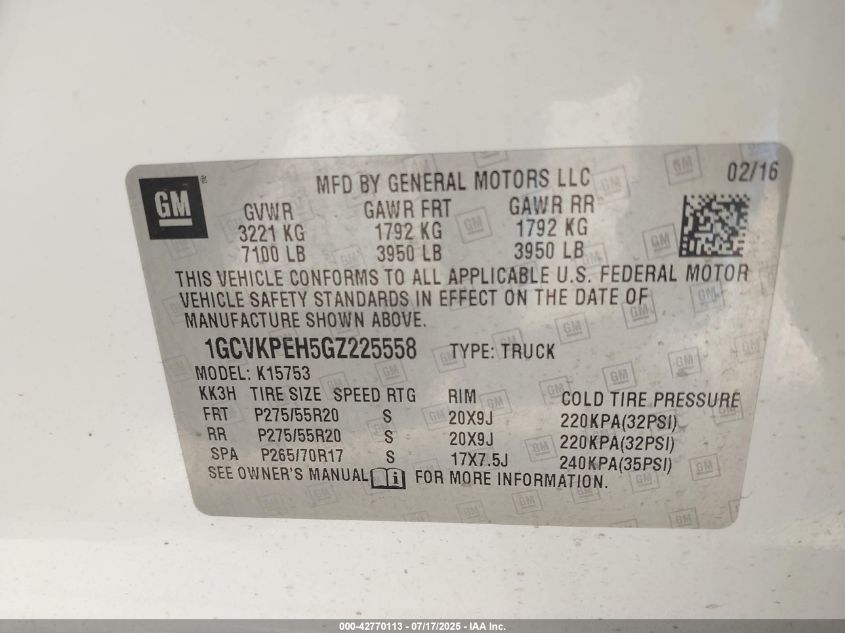 GM
MFD BY GENERAL MOTORS LLC
02/16
GVWR GAWR FRT GAWR RR
3221 KG 1792 KG 1792 KG
7100 LB 3950 LB 3950 LB
THIS VEHICLE CONFORMS TO ALL APPLICABLE U.S. FEDERAL MOTOR
VEHICLE SAFETY STANDARDS IN EFFECT ON THE DATE OF
MANUFACTURE SHOWN ABOVE.
1GCVKPEH5GZ225558 TYPE: TRUCK
MODEL: K15753
KK3H TIRE SIZE SPEED RTG RIM COLD TIRE PRESSURE
FRT P275/55R20 S 20X9J 220KPA(32PSI)
RR P275/55R20 S 20X9J 220KPA(32PSI)
SPA P265/70R17 S 17X7.5J 240KPA(35PSI)
SEE OWNER'S MANUAL FOR MORE INFORMATION.
000-42770113 - 07/17/2025 - IAA Inc.